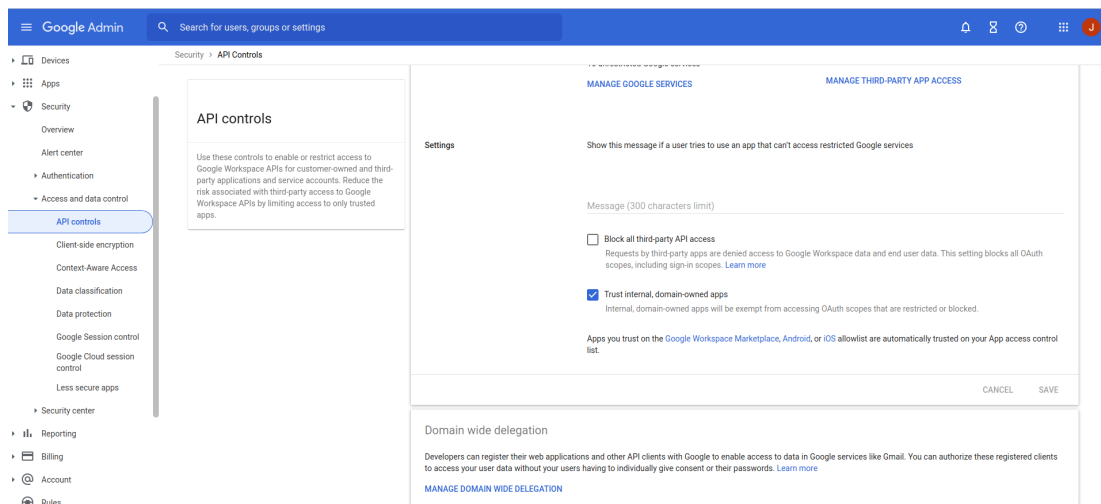 Google Admin
Search for users, groups or settings
J
Devices
Apps
Security
Overview
Alert center
Authentication
Access and data control
API controls
Client-side encryption
Context-Aware Access
Data classification
Data protection
Google Session control
Google Cloud session
control
Less secure apps
Security center
Reporting
Billing
Account
Rules
Security > API Controls
API controls
Use these controls to enable or restrict access to
Google Workspace APIs for customer-owned and third-
party applications and service accounts. Reduce the
risk associated with third-party access to Google
Workspace APIs by limiting access to only trusted
apps.
MANAGE GOOGLE SERVICES
MANAGE THIRD-PARTY APP ACCESS
Settings
Show this message if a user tries to use an app that can't access restricted Google services
Message (300 characters limit)
Block all third-party API access
Requests by third-party apps are denied access to Google Workspace data and end user data. This setting blocks all OAuth
scopes, including sign-in scopes. Learn more
Trust internal, domain-owned apps
Internal, domain-owned apps will be exempt from accessing OAuth scopes that are restricted or blocked.
Apps you trust on the Google Workspace Marketplace, Android, or iOS allowlist are automatically trusted on your App access control
list.
CANCEL
SAVE
Domain wide delegation
Developers can register their web applications and other API clients with Google to enable access to data in Google services like Gmail. You can authorize these registered clients
to access your user data without your users having to individually give consent or their passwords. Learn more
MANAGE DOMAIN WIDE DELEGATION